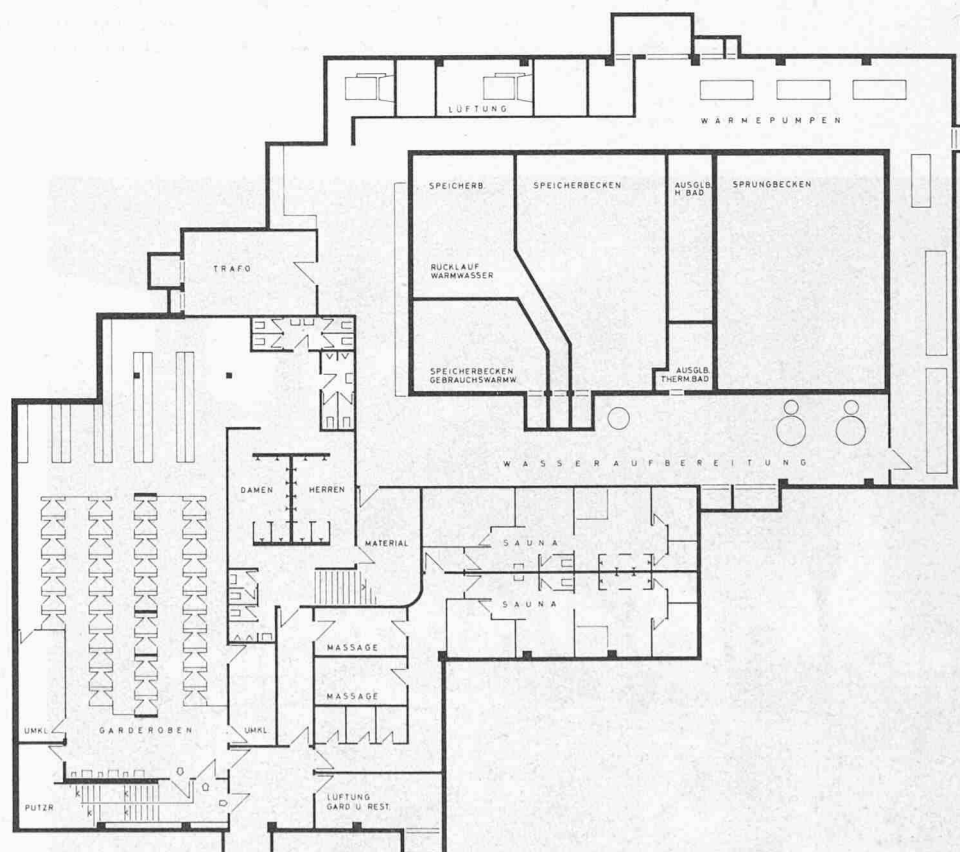 LÜFTUNG
WÄRMEPUMPEN
SPEICHERB.
SPEICHERBECKEN
AUSGLB.
H. BAD
SPRUNGBECKEN
TRAFO
RÜCKLAUF
WARMWASSER
SPEICHERBECKEN
GEBRAUCHSWARMW.
AUSGLB.
THERM.BAD
WASSERAUFBEREITUNG
DAMEN
HERREN
MATERIAL
SAUNA
SAUNA
MASSAGE
MASSAGE
UMKL.
GARDEROBEN
UMKL.
PUTZR.
K
K
K
K
LÜFTUNG
GARD. U. REST.